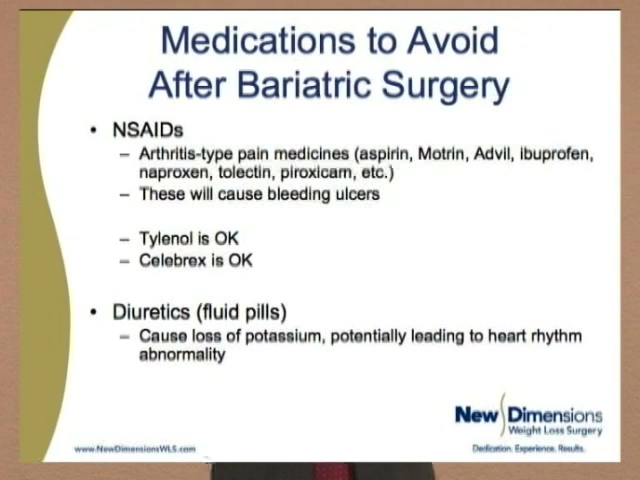 Medications to Avoid
After Bariatric Surgery
• NSAIDs
– Arthritis-type pain medicines (aspirin, Motrin, Advil, ibuprofen,
naproxen, tolectin, piroxicam, etc.)
– These will cause bleeding ulcers
– Tylenol is OK
– Celebrex is OK
• Diuretics (fluid pills)
– Cause loss of potassium, potentially leading to heart rhythm
abnormality
New Dimensions
Weight Loss Surgery
www.NewDimensionsWLS.com
Dedication. Experience. Results.